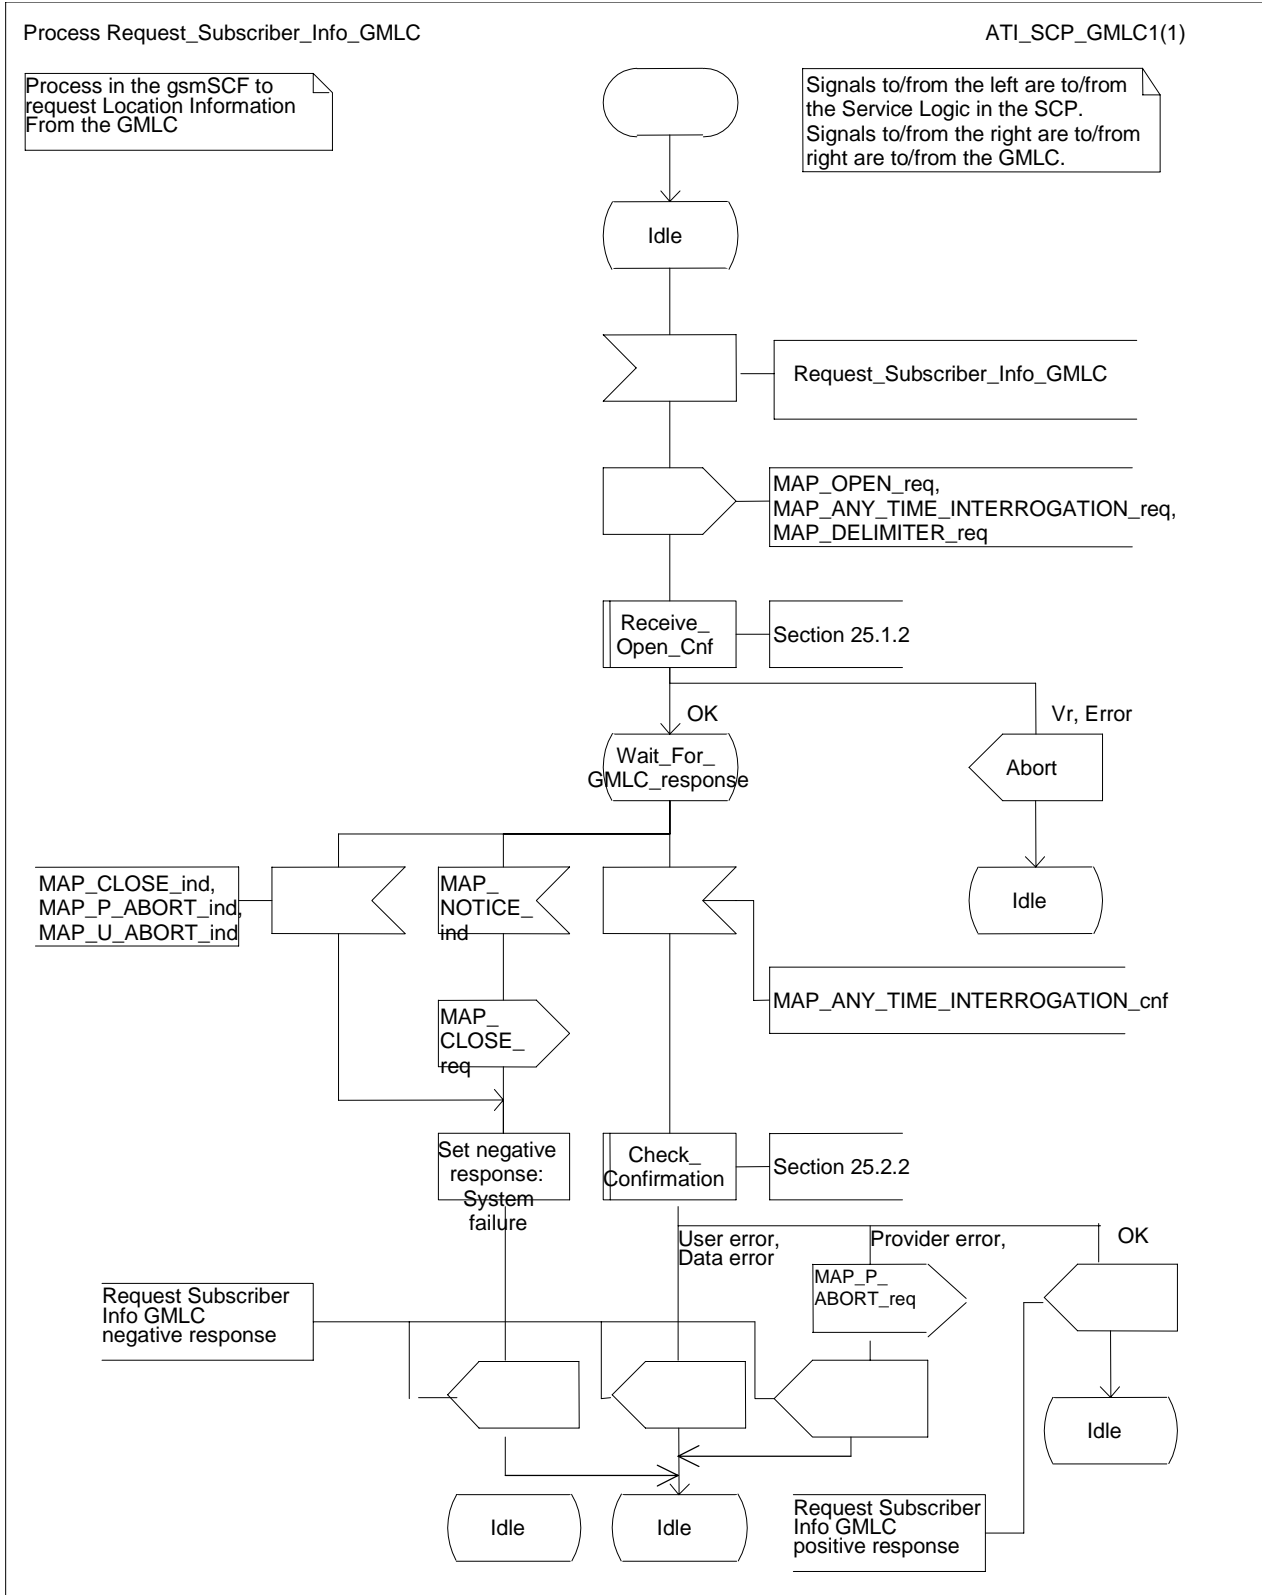 Process Request_Subscriber_Info_GMLC
ATI_SCP_GMLC1(1)
Process in the gsmSCF to
request Location Information
From the GMLC
Signals to/from the left are to/from
the Service Logic in the SCP.
Signals to/from the right are to/from
right are to/from the GMLC.
Idle
Request_Subscriber_Info_GMLC
MAP_OPEN_req,
MAP_ANY_TIME_INTERROGATION_req,
MAP_DELIMITER_req
Receive_
Open_Cnf
Section 25.1.2
OK
Vr, Error
Wait_For_
GMLC_response
Abort
MAP_CLOSE_ind,
MAP_P_ABORT_ind,
MAP_U_ABORT_ind
MAP_
NOTICE_
ind
Idle
MAP_ANY_TIME_INTERROGATION_cnf
MAP_
CLOSE_
req
Set negative
response:
System
failure
Check_
Confirmation
Section 25.2.2
User error,
Data error
Provider error,
OK
MAP_P_
ABORT_req
Request Subscriber
Info GMLC
negative response
Idle
Request Subscriber
Info GMLC
positive response
Idle
Idle